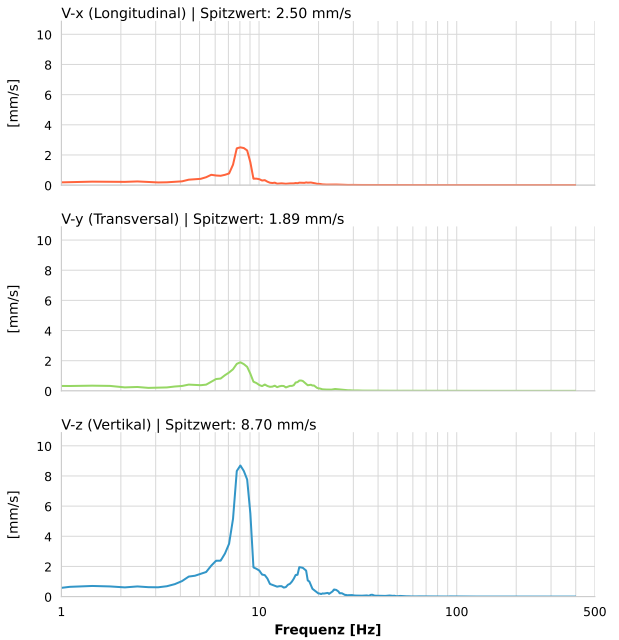 V-x (Longitudinal) | Spitzwert: 2.50 mm/s
10
8
6
4
2
0
[mm/s]
V-y (Transversal) | Spitzwert: 1.89 mm/s
10
8
6
4
2
0
[mm/s]
V-z (Vertikal) | Spitzwert: 8.70 mm/s
10
8
6
4
2
0
[mm/s]
1 10 100 500
Frequenz [Hz]